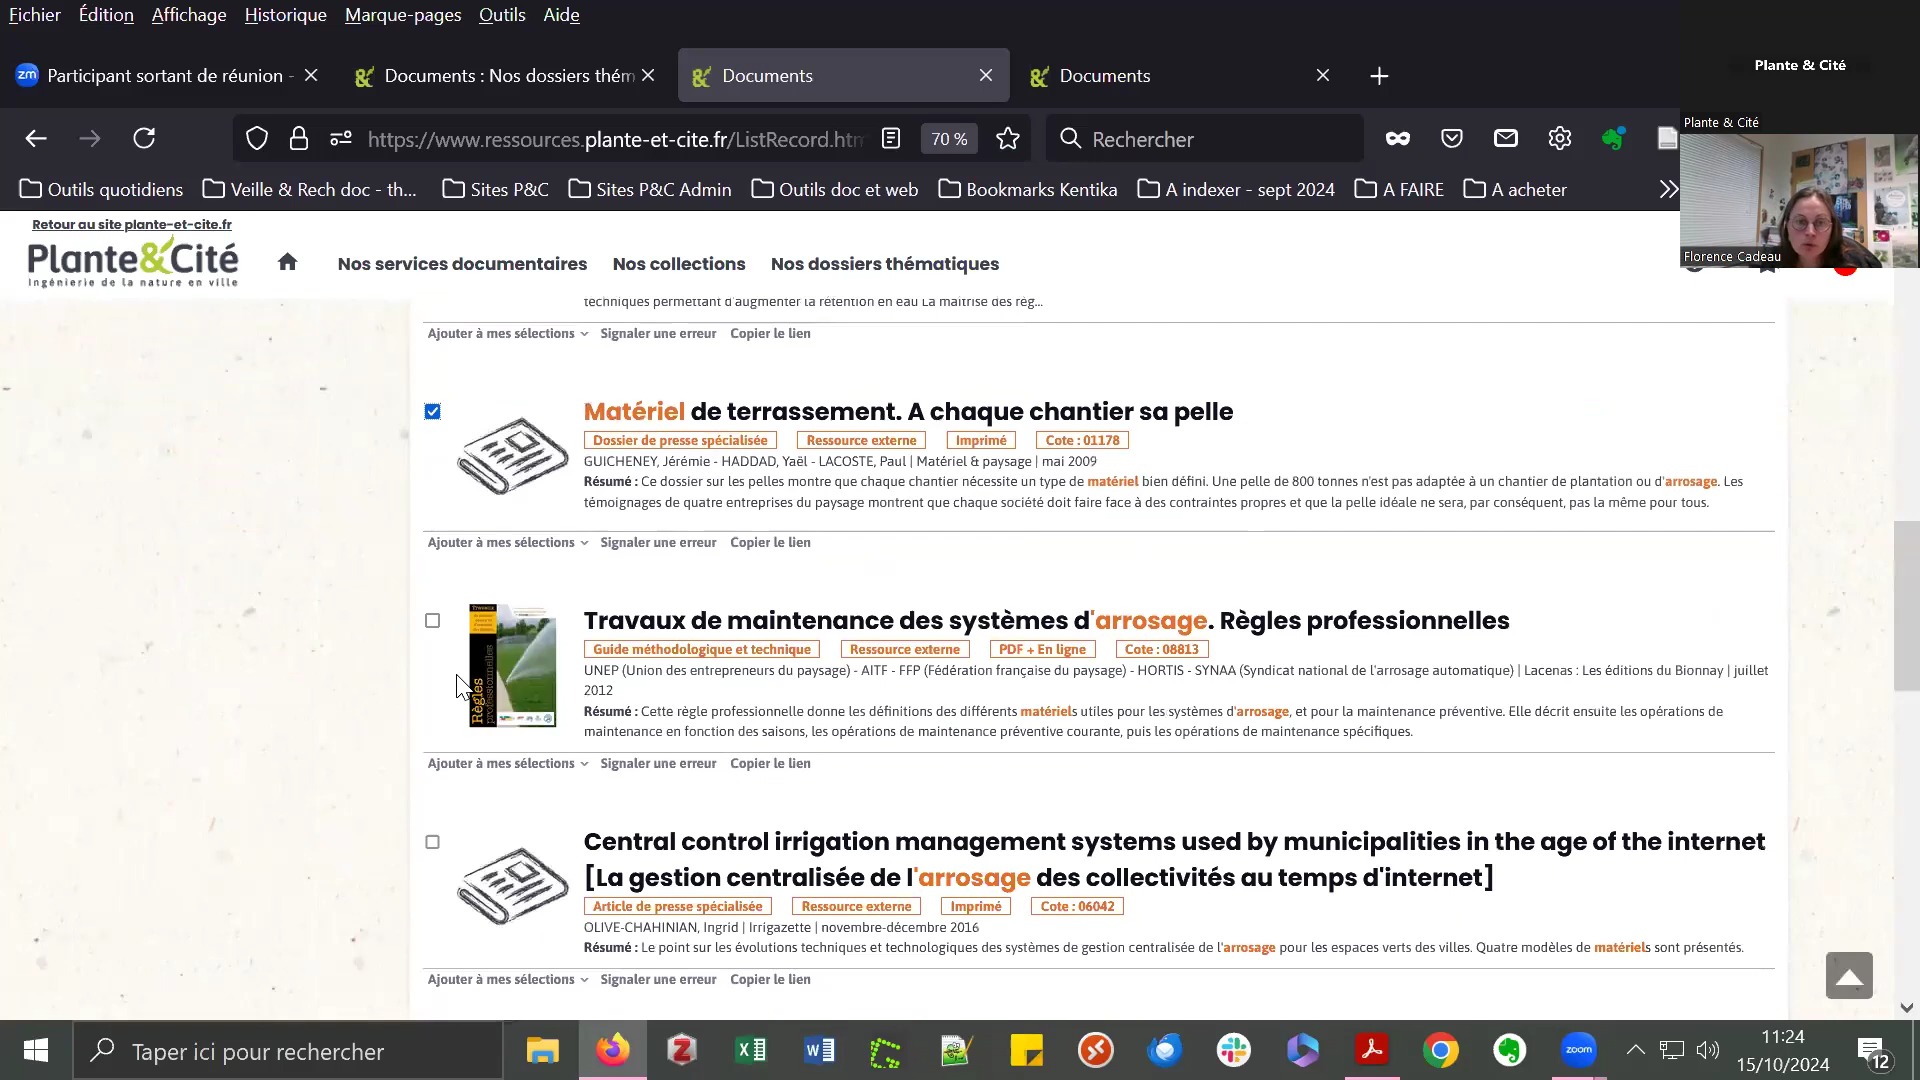 Fichier Édition Affichage Historique Marque-pages Outils Aide
Participant sortant de réunion - Documents : Nos dossiers thém Documents Documents
Plante & Cité
https://www.ressources.plante-et-cite.fr/ListRecord.htm 70 % Rechercher
Plante & Cité
Outils quotidiens Veille & Rech doc - th... Sites P&C Sites P&C Admin Outils doc et web Bookmarks Kentika A indexer - sept 2024 A FAIRE A acheter
Florence Cadeau
Retour au site plante-et-cite.fr
Plante&Cité
Ingénierie de la nature en ville
Nos services documentaires Nos collections Nos dossiers thématiques
techniques permettant d'augmenter la rétention en eau La maîtrise des règ...
Ajouter à mes sélections Signaler une erreur Copier le lien
Matériel de terrassement. A chaque chantier sa pelle
Dossier de presse spécialisée Ressource externe Imprimé Cote : 01178
GUICHENEY, Jérémie - HADDAD, Yaël - LACOSTE, Paul | Matériel & paysage | mai 2009
Résumé : Ce dossier sur les pelles montre que chaque chantier nécessite un type de matériel bien défini. Une pelle de 800 tonnes n'est pas adaptée à un chantier de plantation ou d'arrosage. Les
témoignages de quatre entreprises du paysage montrent que chaque société doit faire face à des contraintes propres et que la pelle idéale ne sera, par conséquent, pas la même pour tous.
Ajouter à mes sélections Signaler une erreur Copier le lien
Travaux de maintenance des systèmes d'arrosage. Règles professionnelles
Guide méthodologique et technique Ressource externe PDF + En ligne Cote : 08813
UNEP (Union des entrepreneurs du paysage) - AITF - FFP (Fédération française du paysage) - HORTIS - SYNAA (Syndicat national de l'arrosage automatique) | Lacenas : Les éditions du Bionnay | juillet
2012
Règles professionnelles
Résumé : Cette règle professionnelle donne les définitions des différents matériels utiles pour les systèmes d'arrosage, et pour la maintenance préventive. Elle décrit ensuite les opérations de
maintenance en fonction des saisons, les opérations de maintenance préventive courante, puis les opérations de maintenance spécifiques.
Ajouter à mes sélections Signaler une erreur Copier le lien
Central control irrigation management systems used by municipalities in the age of the internet
[La gestion centralisée de l'arrosage des collectivités au temps d'internet]
Article de presse spécialisée Ressource externe Imprimé Cote : 06042
OLIVE-CHAHINIAN, Ingrid | Irrigazette | novembre-décembre 2016
Résumé : Le point sur les évolutions techniques et technologiques des systèmes de gestion centralisée de l'arrosage pour les espaces verts des villes. Quatre modèles de matériels sont présentés.
Ajouter à mes sélections Signaler une erreur Copier le lien
Taper ici pour rechercher
zoom
11:24
15/10/2024
12